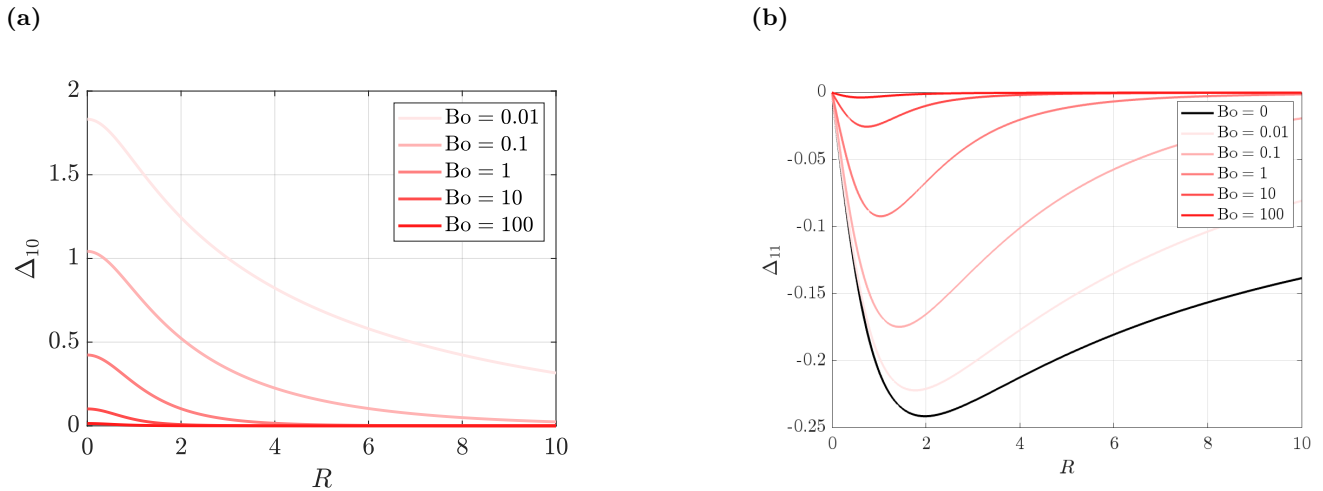 (a)
2
1.5
1
0.5
0
Δ10
0 2 4 6 8 10
R
Bo = 0.01
Bo = 0.1
Bo = 1
Bo = 10
Bo = 100
(b)
0
-0.05
-0.1
-0.15
-0.2
-0.25
Δ11
0 2 4 6 8 10
R
Bo = 0
Bo = 0.01
Bo = 0.1
Bo = 1
Bo = 10
Bo = 100